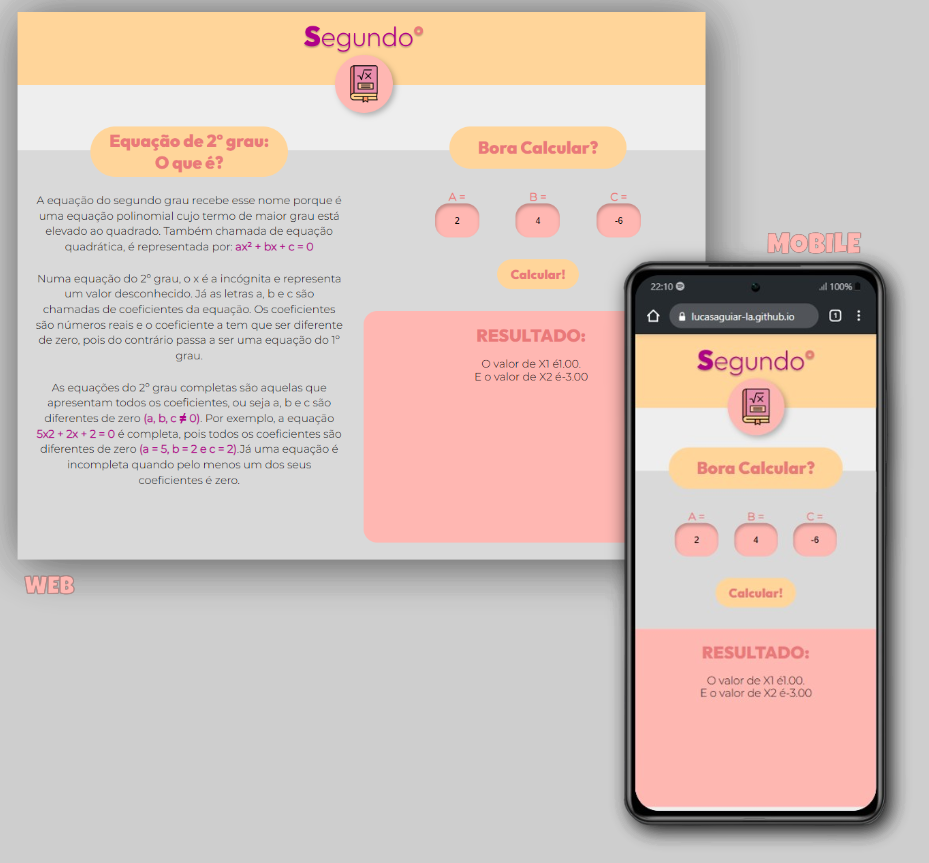 Segundo°
√x
Equação de 2º grau:
O que é?
A equação do segundo grau recebe esse nome porque é
uma equação polinomial cujo termo de maior grau está
elevado ao quadrado. Também chamada de equação
quadrática, é representada por: ax² + bx + c = 0
Numa equação do 2º grau, o x é a incógnita e representa
um valor desconhecido. Já as letras a, b e c são
chamadas de coeficientes da equação. Os coeficientes
são números reais e o coeficiente a tem que ser diferente
de zero, pois do contrário passa a ser uma equação do 1º
grau.
As equações do 2º grau completas são aquelas que
apresentam todos os coeficientes, ou seja a, b e c são
diferentes de zero (a, b, c ≠ 0). Por exemplo, a equação
5x2 + 2x + 2 = 0 é completa, pois todos os coeficientes são
diferentes de zero (a = 5, b = 2 e c = 2).Já uma equação é
incompleta quando pelo menos um dos seus
coeficientes é zero.
Bora Calcular?
A = B = C =
2 4 -6
Calcular!
RESULTADO:
O valor de X1 é1.00.
E o valor de X2 é-3.00
WEB
MOBILE
22:10 100%
lucasaguiar-la.github.io 1
Segundo°
√x
Bora Calcular?
A = B = C =
2 4 -6
Calcular!
RESULTADO:
O valor de X1 é1.00.
E o valor de X2 é-3.00